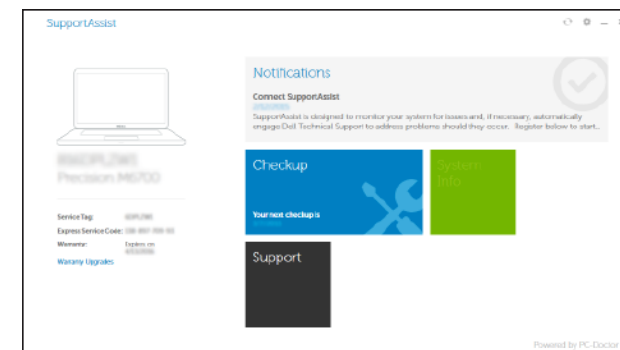 SupportAssist
Notifications
Connect SupportAssist
SupportAssist is designed to monitor your system for issues and, if necessary, automatically
engage Dell Technical Support to address problems should they occur. Register below to start...
Precision M6700
Checkup
System
Info
Your next checkup is
Service Tag:
Express Service Code:
Warranty:
Expires on
Warranty Upgrades
Support
Powered by PC-Doctor